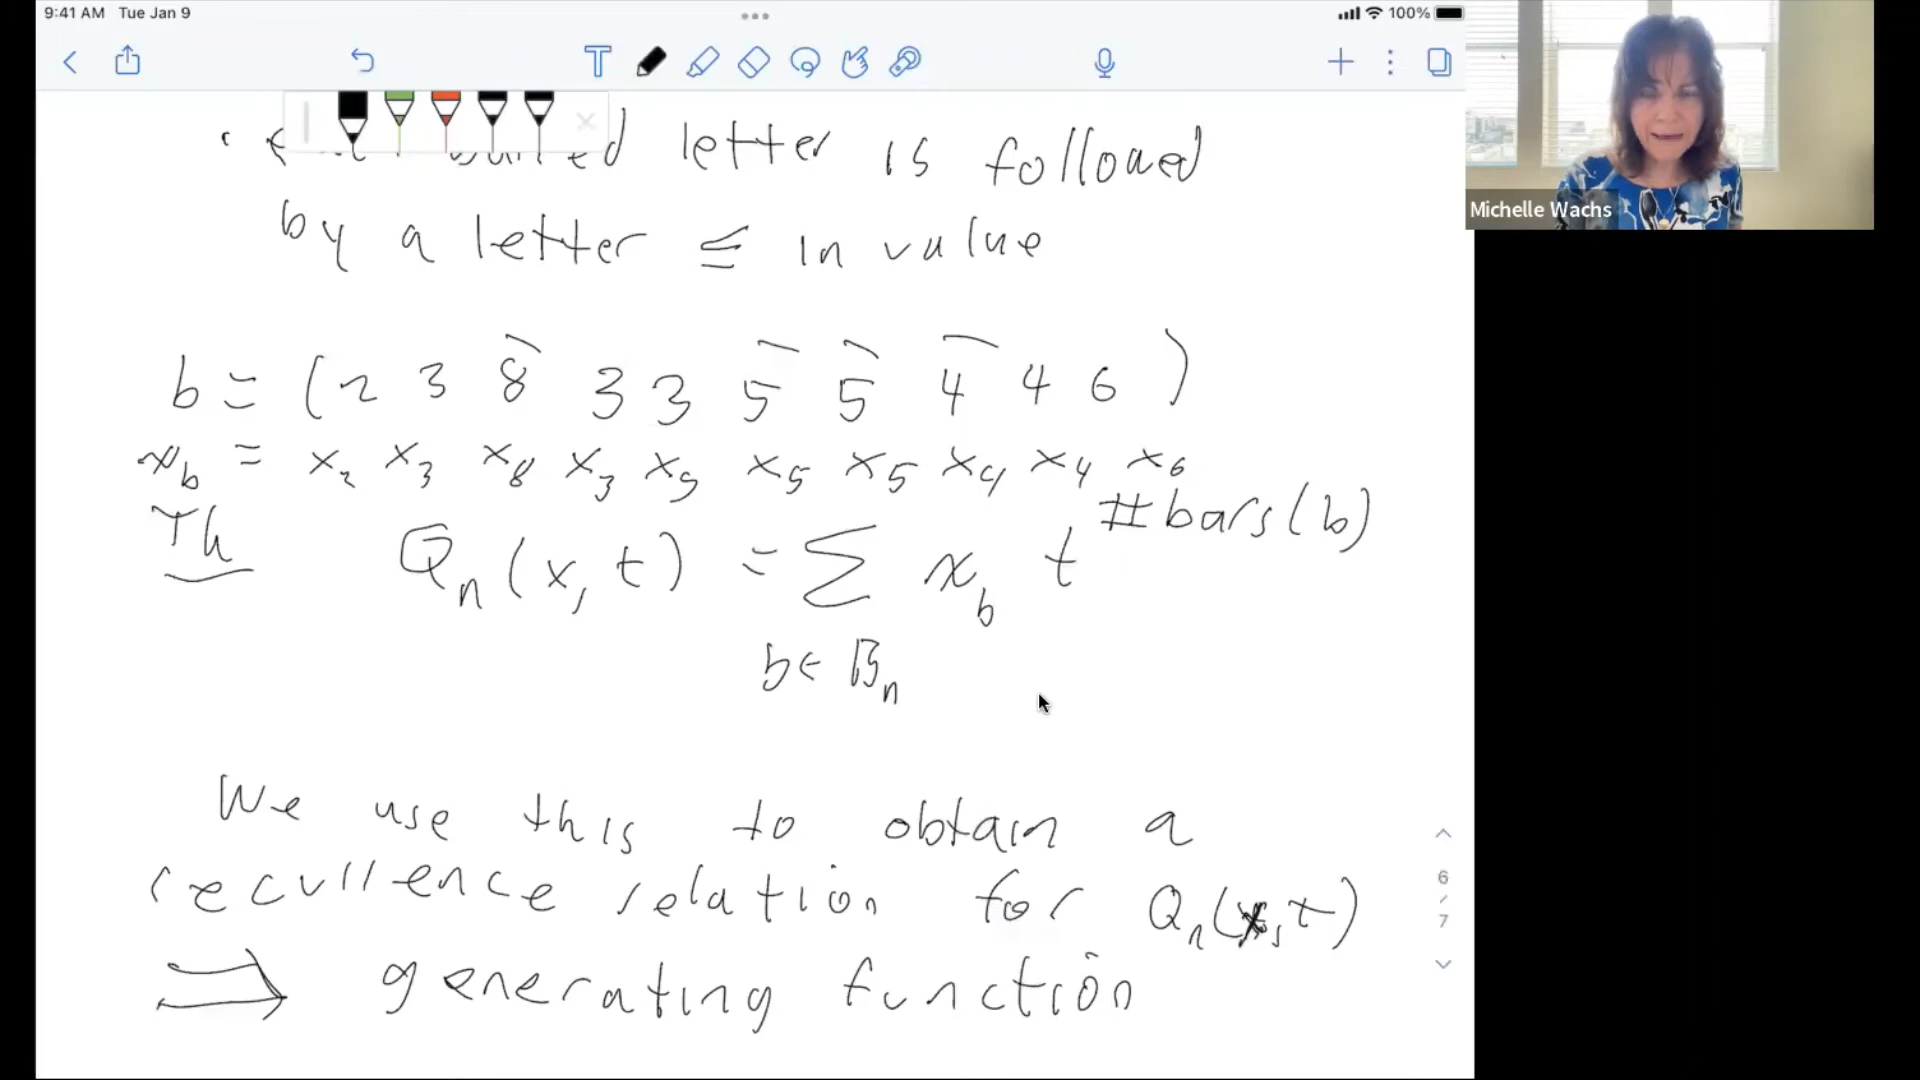 9:41 AM Tue Jan 9
100%
letter is followed
by a letter ≤ in value
b = (2 3 8̄ 3 3 5̄ 5̄ 4̄ 4 6)
x_b = x_2 x_3 x_8 x_3 x_3 x_5 x_5 x_4 x_4 x_6
Th Q_n(x,t) = Σ x_b t^#bars(b)
b∈B_n
We use this to obtain a
recurrence relation for Q_n(x,t)
⇒ generating function
6
/
7
Michelle Wachs